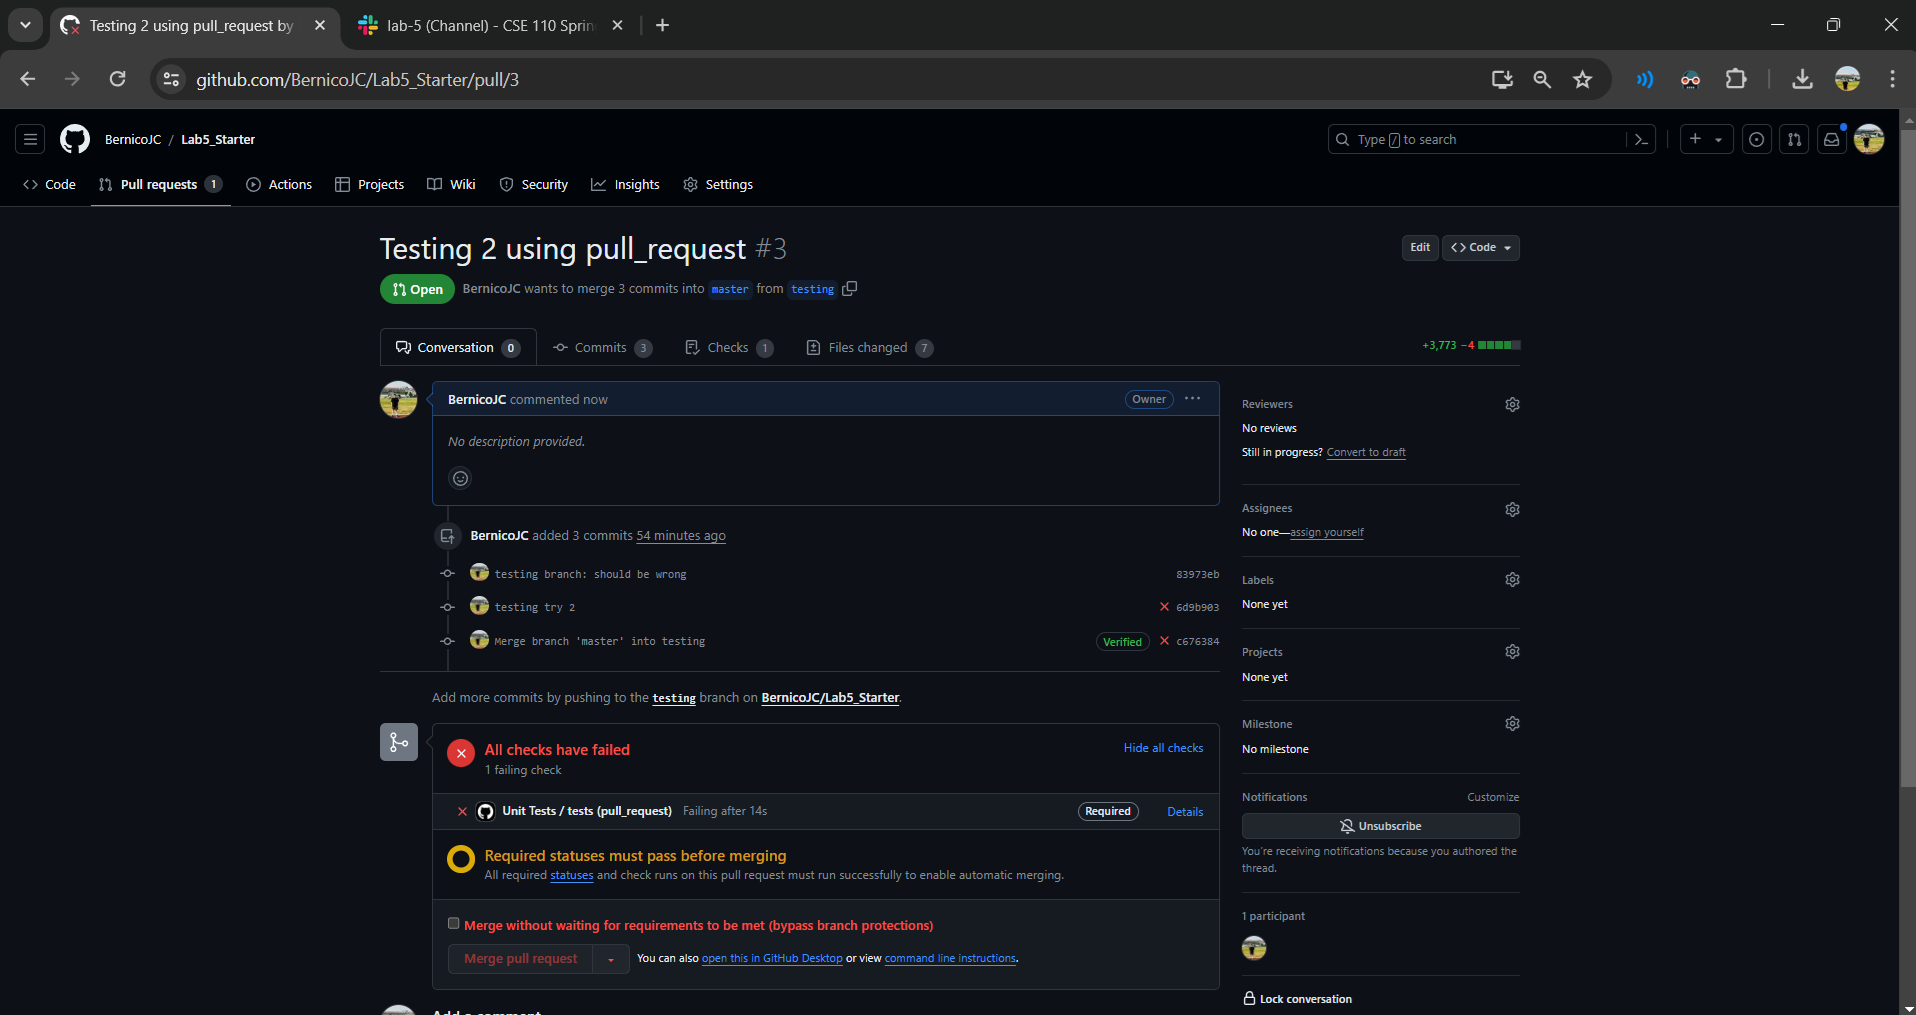 Testing 2 using pull_request by
lab-5 (Channel) - CSE 110 Sprin
github.com/BernicoJC/Lab5_Starter/pull/3
BernicoJC / Lab5_Starter
Type / to search
Code
Pull requests 1
Actions
Projects
Wiki
Security
Insights
Settings
Testing 2 using pull_request #3
Edit
<> Code
Open
BernicoJC wants to merge 3 commits into master from testing
Conversation 0
Commits 3
Checks 1
Files changed 7
+3,773 −4
BernicoJC commented now
Owner
No description provided.
BernicoJC added 3 commits 54 minutes ago
testing branch: should be wrong 83973eb
testing try 2 6d9b903
Merge branch 'master' into testing Verified c676384
Add more commits by pushing to the testing branch on BernicoJC/Lab5_Starter.
All checks have failed
Hide all checks
1 failing check
Unit Tests / tests (pull_request) Failing after 14s Required Details
Required statuses must pass before merging
All required statuses and check runs on this pull request must run successfully to enable automatic merging.
Merge without waiting for requirements to be met (bypass branch protections)
Merge pull request
You can also open this in GitHub Desktop or view command line instructions.
Add a comment
Reviewers
No reviews
Still in progress? Convert to draft
Assignees
No one—assign yourself
Labels
None yet
Projects
None yet
Milestone
No milestone
Notifications Customize
Unsubscribe
You're receiving notifications because you authored the
thread.
1 participant
Lock conversation